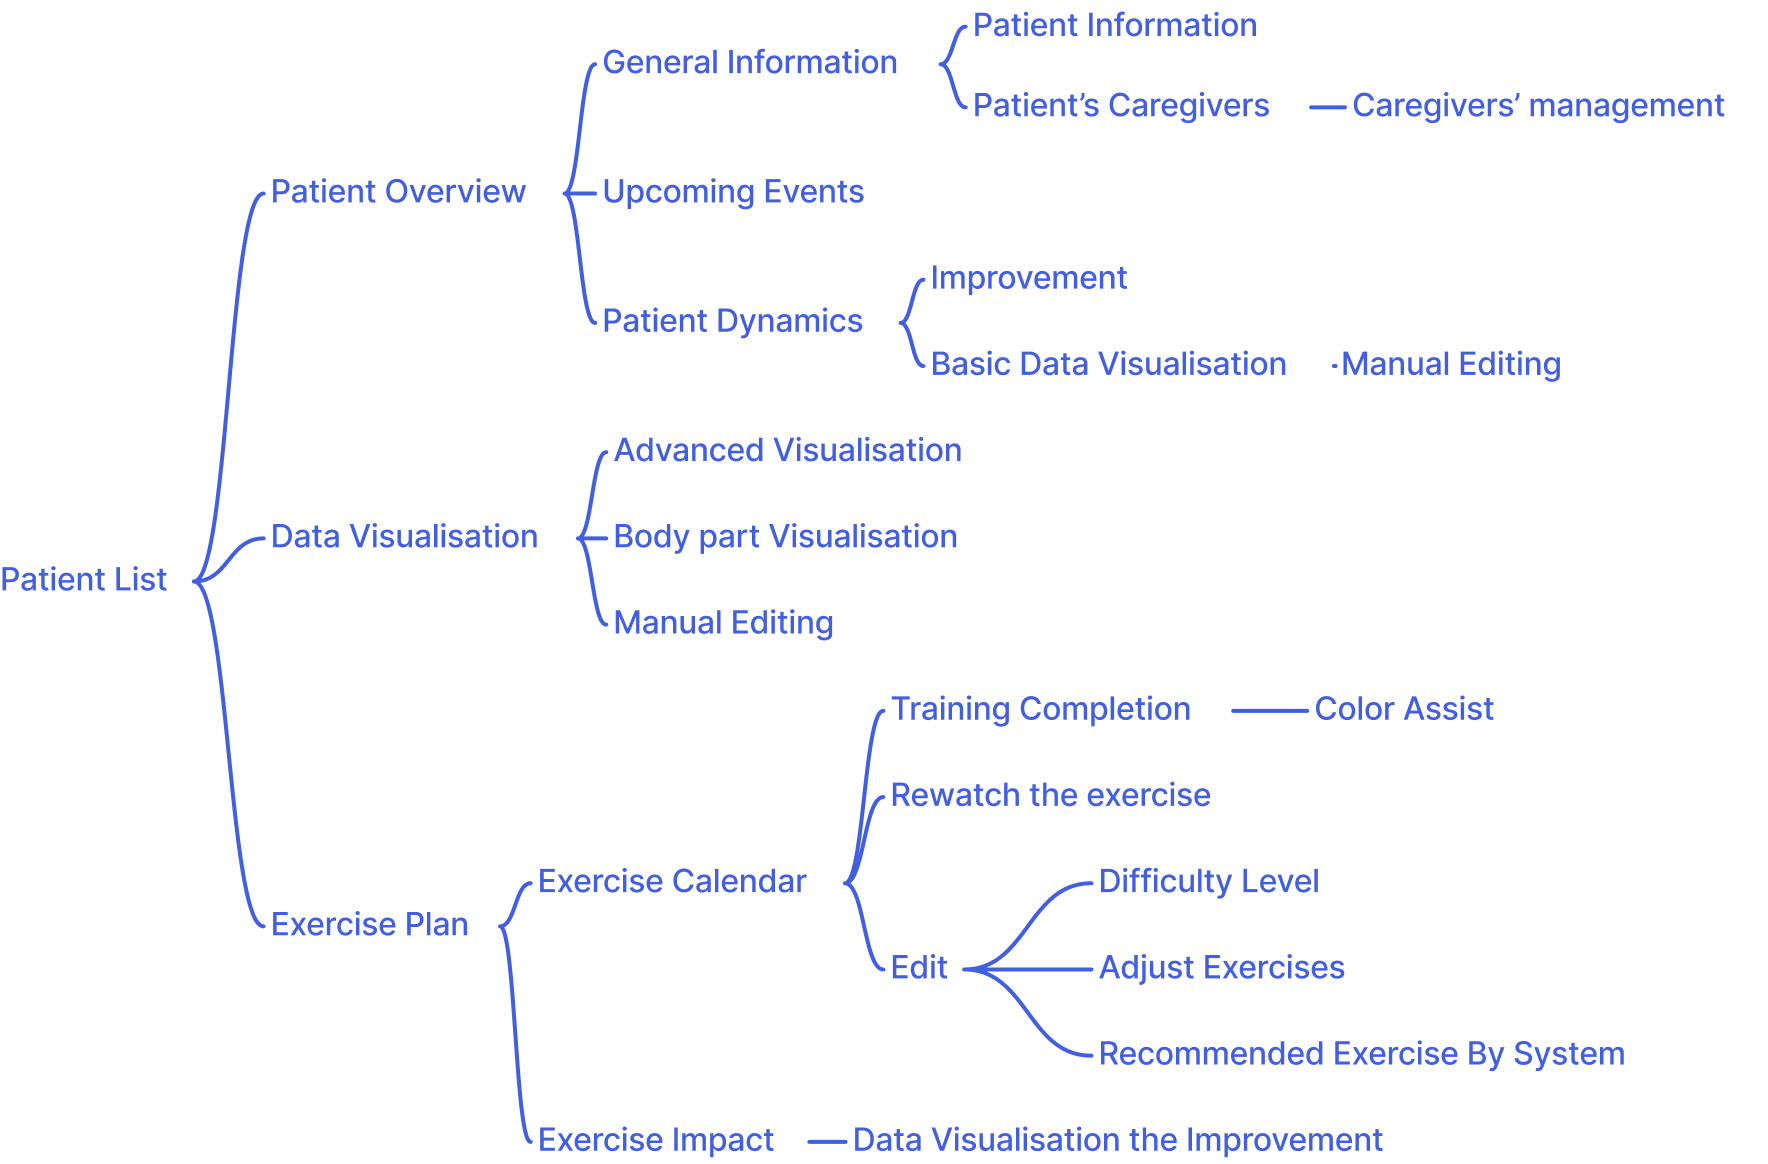 Patient List
Patient Overview
General Information
Patient Information
Patient’s Caregivers
Caregivers’ management
Upcoming Events
Patient Dynamics
Improvement
Basic Data Visualisation
Manual Editing
Data Visualisation
Advanced Visualisation
Body part Visualisation
Manual Editing
Exercise Plan
Exercise Calendar
Training Completion
Color Assist
Rewatch the exercise
Edit
Difficulty Level
Adjust Exercises
Recommended Exercise By System
Exercise Impact
Data Visualisation the Improvement